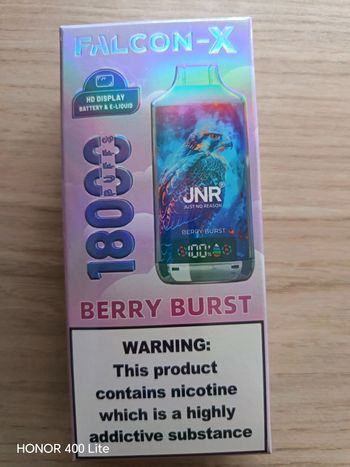 FALCON-X
HD DISPLAY
BATTERY & E-LIQUID
18000
PUFFS
JNR
JUST NO REASON
BERRY BURST
100%
BERRY BURST
WARNING:
This product
contains nicotine
which is a highly
addictive substance
HONOR 400 Lite